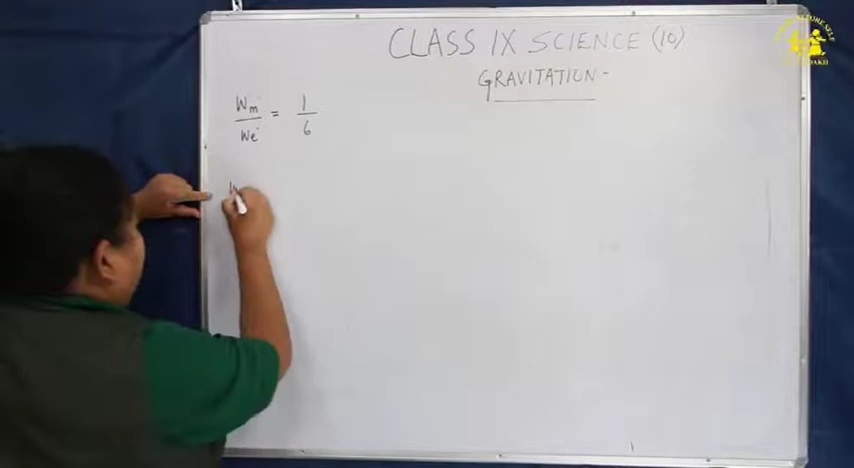 CLASS IX SCIENCE (10)
GRAVITATION -
Wm/We = 1/6